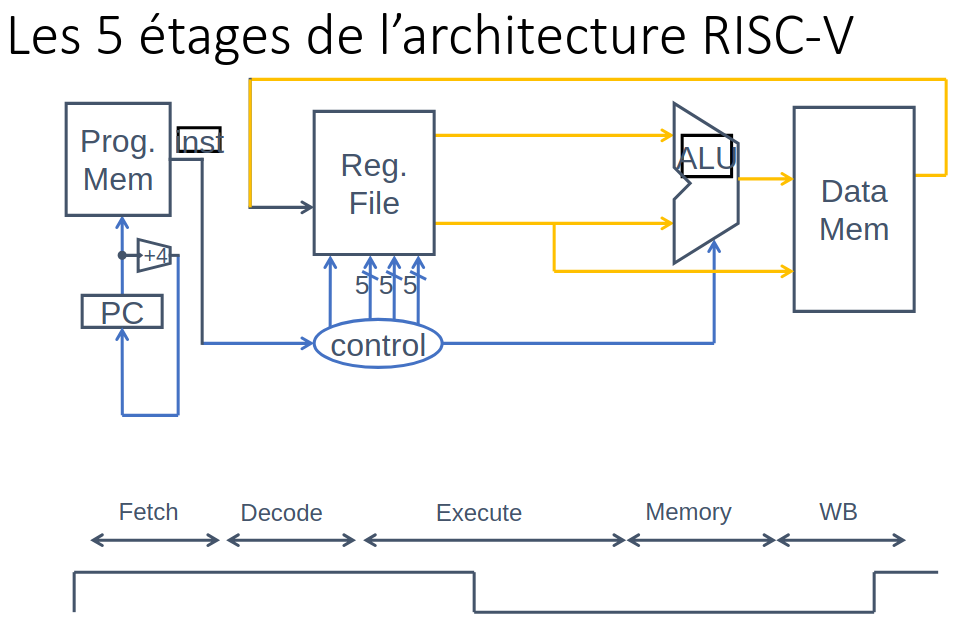 Les 5 étages de l’architecture RISC-V
Prog.
Mem
inst
Reg.
File
ALU
Data
Mem
+4
PC
5 5 5
control
Fetch Decode Execute Memory WB